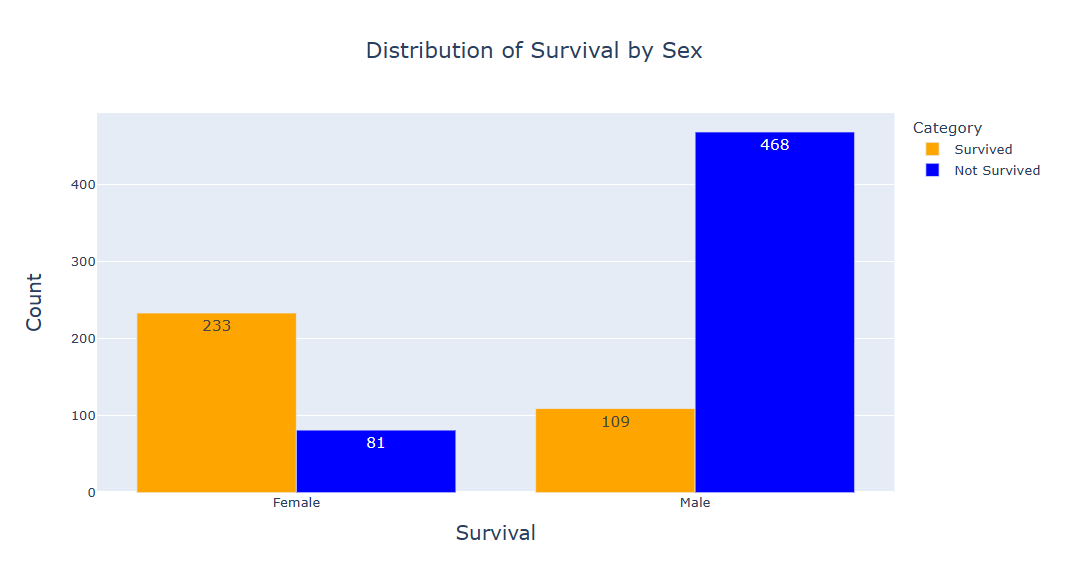 Distribution of Survival by Sex
Category
Survived
Not Survived
Count
400
300
200
100
0
233
81
109
468
Female
Male
Survival